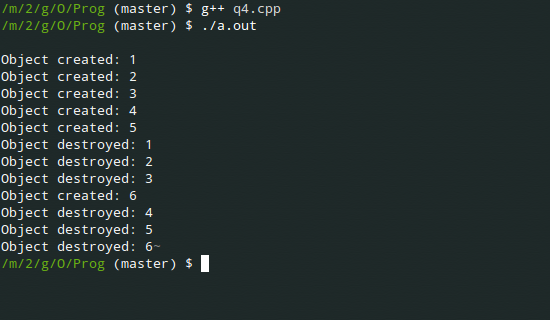 /m/2/g/O/Prog (master) $ g++ q4.cpp
/m/2/g/O/Prog (master) $ ./a.out
Object created: 1
Object created: 2
Object created: 3
Object created: 4
Object created: 5
Object destroyed: 1
Object destroyed: 2
Object destroyed: 3
Object created: 6
Object destroyed: 4
Object destroyed: 5
Object destroyed: 6~
/m/2/g/O/Prog (master) $